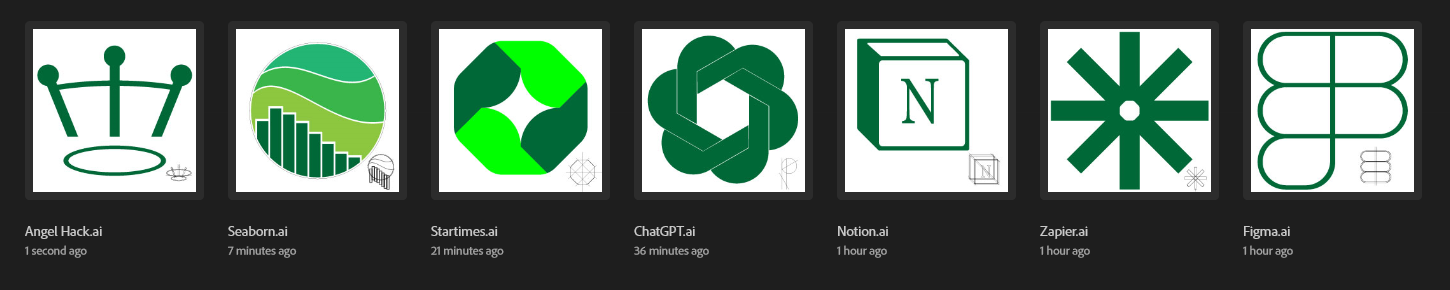 N
Angel Hack.ai
1 second ago
Seaborn.ai
7 minutes ago
Startimes.ai
21 minutes ago
ChatGPT.ai
36 minutes ago
Notion.ai
1 hour ago
Zapier.ai
1 hour ago
Figma.ai
1 hour ago